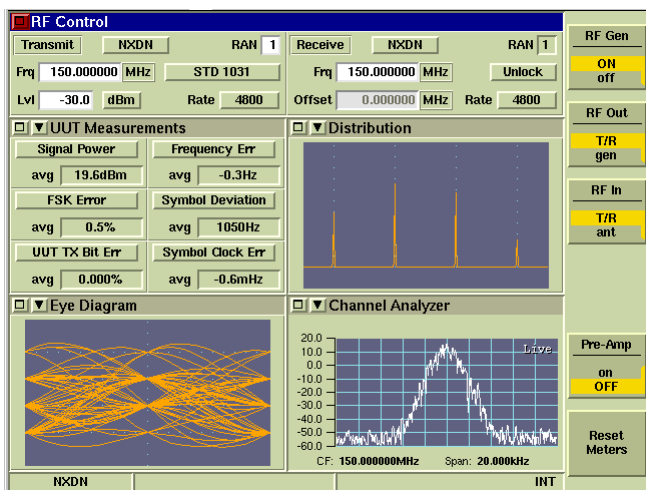 RF Control
Transmit NXDN RAN 1 Receive NXDN RAN 1
Frq 150.000000 MHz STD 1031 Frq 150.000000 MHz Unlock
Lvl -30.0 dBm Rate 4800 Offset 0.000000 MHz Rate 4800
UUT Measurements
Signal Power Frequency Err
avg 19.6dBm avg -0.3Hz
FSK Error Symbol Deviation
avg 0.5% avg 1050Hz
UUT TX Bit Err Symbol Clock Err
avg 0.000% avg -0.6mHz
Distribution
Eye Diagram
Channel Analyzer
Live
20.0
10.0
0.0
-10.0
-20.0
-30.0
-40.0
-50.0
-60.0
CF: 150.000000MHz Span: 20.000kHz
NXDN INT
RF Gen
ON
off
RF Out
T/R
gen
RF In
T/R
ant
Pre-Amp
on
OFF
Reset
Meters